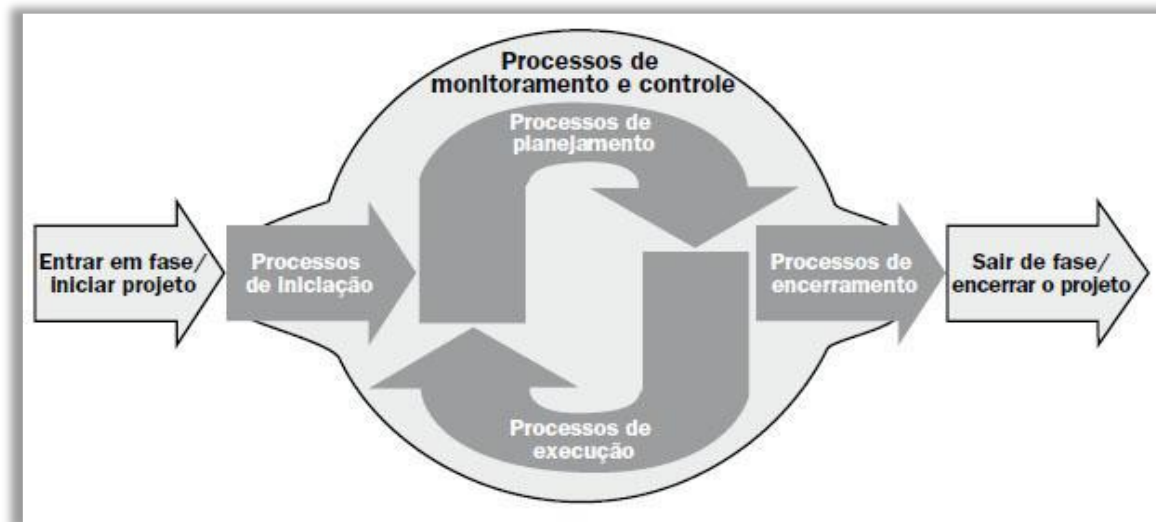 Processos de
monitoramento e controle
Processos de
planejamento
Entrar em fase/
iniciar projeto
Processos
de iniciação
Processos de
encerramento
Sair de fase/
encerrar o projeto
Processos de
execução